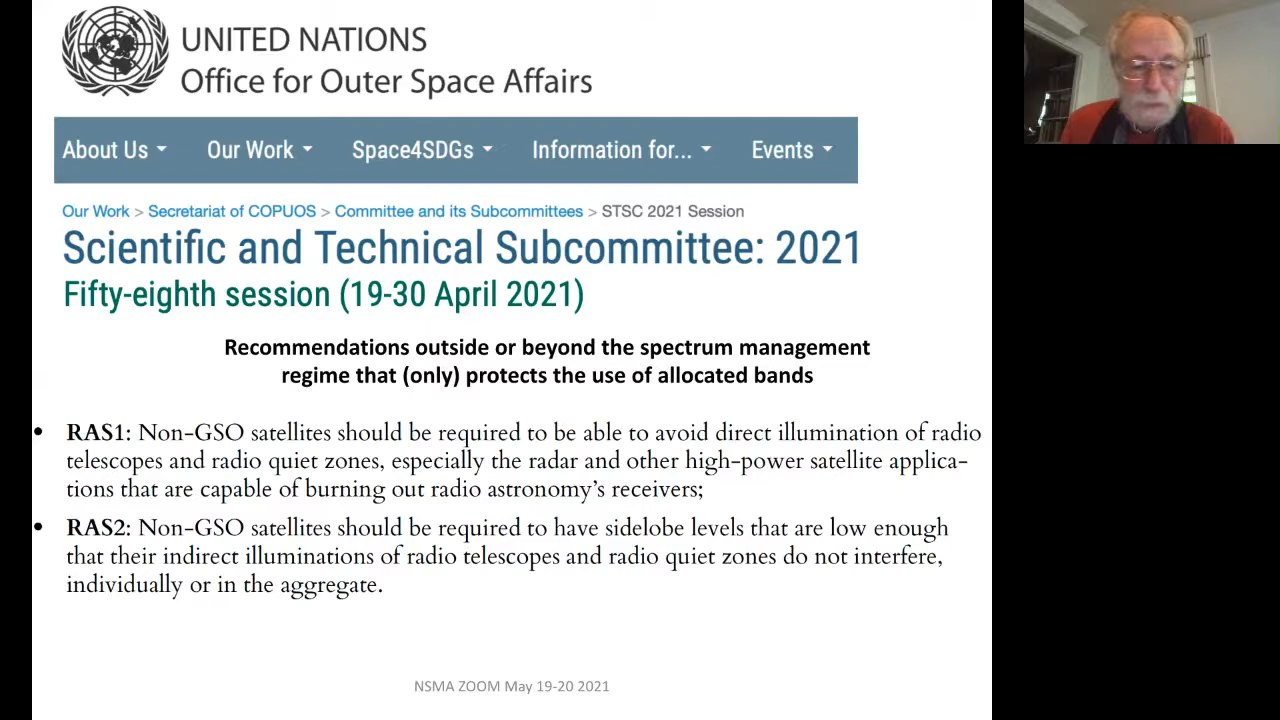 UNITED NATIONS
Office for Outer Space Affairs
About Us Our Work Space4SDGs Information for... Events
Our Work > Secretariat of COPUOS > Committee and its Subcommittees > STSC 2021 Session
Scientific and Technical Subcommittee: 2021
Fifty-eighth session (19-30 April 2021)
Recommendations outside or beyond the spectrum management
regime that (only) protects the use of allocated bands
• RAS1: Non-GSO satellites should be required to be able to avoid direct illumination of radio
telescopes and radio quiet zones, especially the radar and other high-power satellite applica-
tions that are capable of burning out radio astronomy’s receivers;
• RAS2: Non-GSO satellites should be required to have sidelobe levels that are low enough
that their indirect illuminations of radio telescopes and radio quiet zones do not interfere,
individually or in the aggregate.
NSMA ZOOM May 19-20 2021